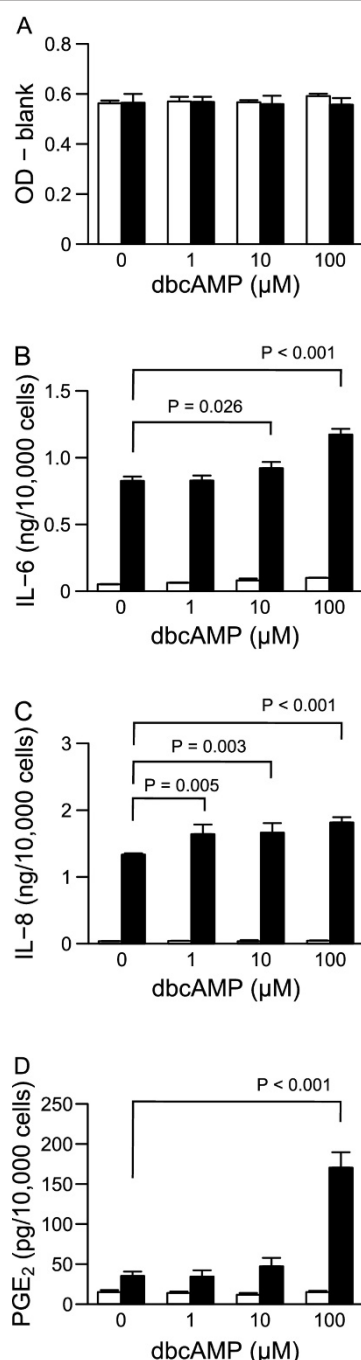 A
OD − blank
0.8
0.6
0.4
0.2
0
0 1 10 100
dbcAMP (µM)
B
P < 0.001
P = 0.026
IL−6 (ng/10,000 cells)
1.5
1.0
0.5
0
0 1 10 100
dbcAMP (µM)
C
P < 0.001
P = 0.003
P = 0.005
IL−8 (ng/10,000 cells)
3
2
1
0
0 1 10 100
dbcAMP (µM)
D
P < 0.001
PGE₂ (pg/10,000 cells)
250
200
150
100
50
0
0 1 10 100
dbcAMP (µM)